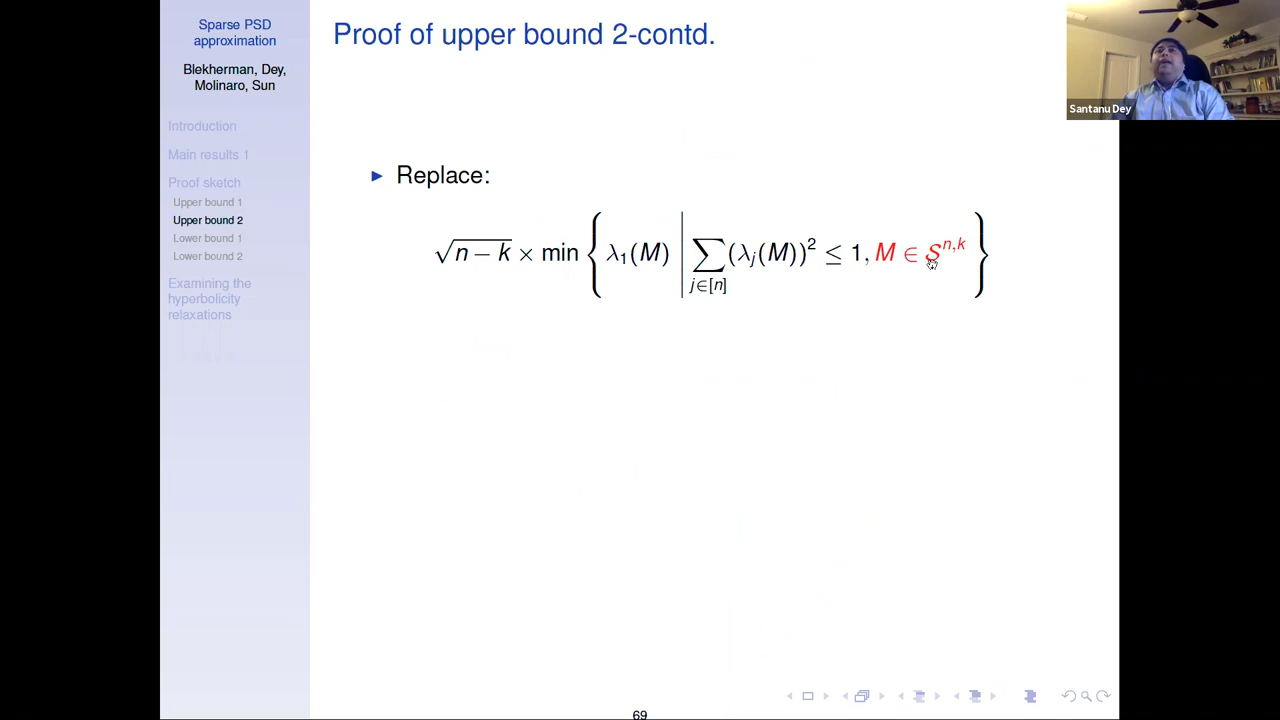 Sparse PSD
approximation
Blekherman, Dey,
Molinaro, Sun
Introduction
Main results 1
Proof sketch
Upper bound 1
Upper bound 2
Lower bound 1
Lower bound 2
Examining the
hyperbolicity
relaxations
Proof of upper bound 2-contd.
▶ Replace:
√(n − k) × min { λ₁(M) | ∑_{j∈[n]} (λⱼ(M))² ≤ 1, M ∈ 𝒮^{n,k} }
69
Santanu Dey